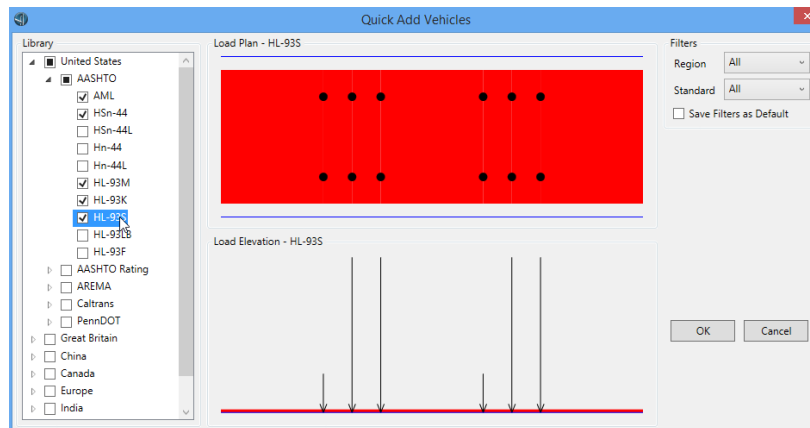 Quick Add Vehicles
Library
United States
AASHTO
AML
HSn-44
HSn-44L
Hn-44
Hn-44L
HL-93M
HL-93K
HL-93S
HL-93LB
HL-93F
AASHTO Rating
AREMA
Caltrans
PennDOT
Great Britain
China
Canada
Europe
India
Load Plan - HL-93S
Load Elevation - HL-93S
Filters
Region All
Standard All
Save Filters as Default
OK Cancel